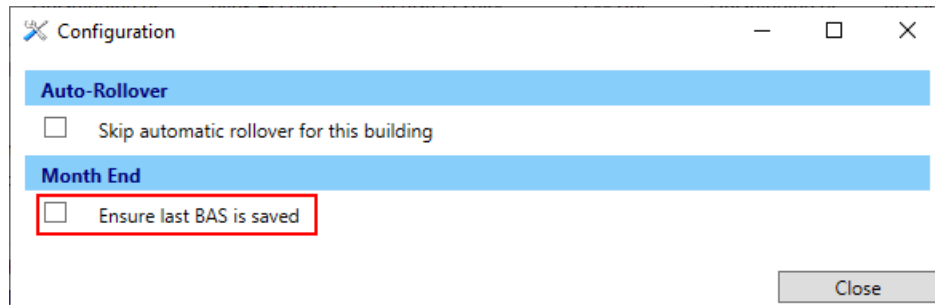 Configuration
Auto-Rollover
Skip automatic rollover for this building
Month End
Ensure last BAS is saved
Close